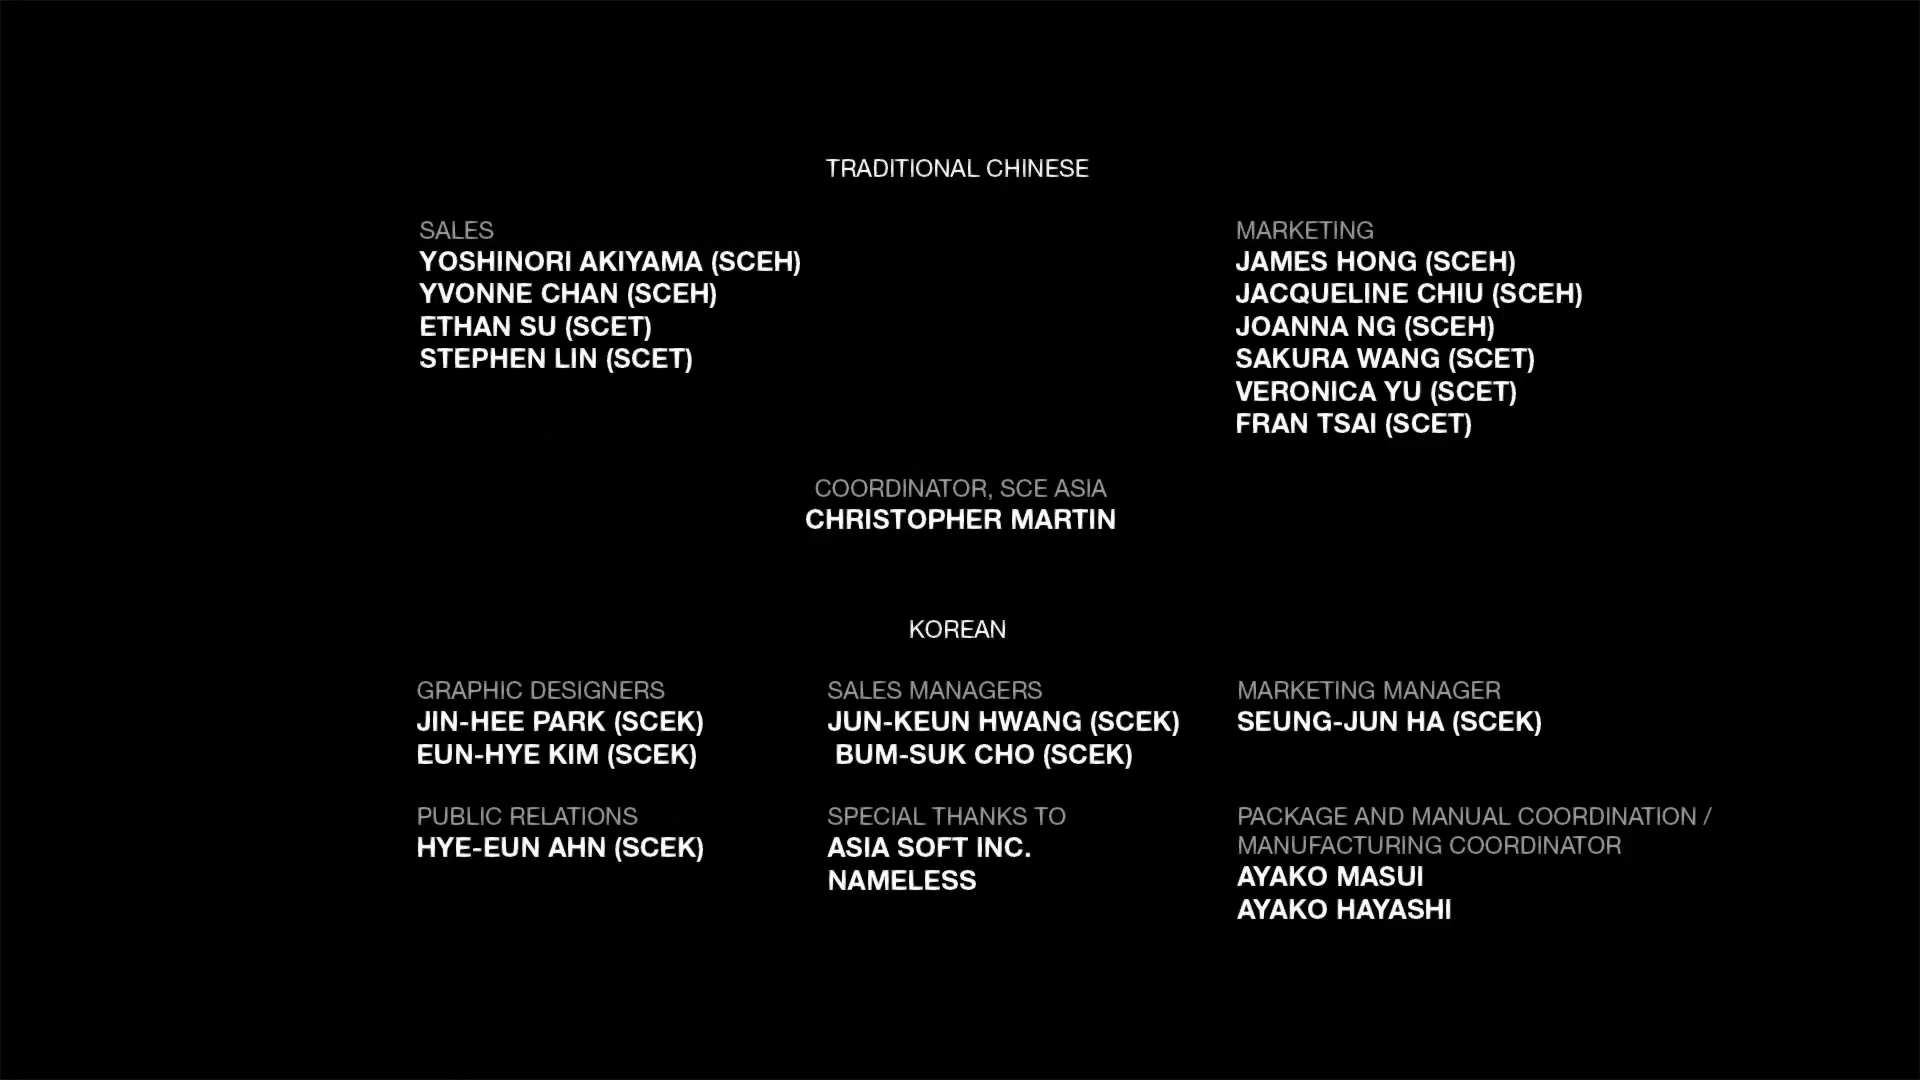 TRADITIONAL CHINESE
SALES
YOSHINORI AKIYAMA (SCEH)
YVONNE CHAN (SCEH)
ETHAN SU (SCET)
STEPHEN LIN (SCET)
MARKETING
JAMES HONG (SCEH)
JACQUELINE CHIU (SCEH)
JOANNA NG (SCEH)
SAKURA WANG (SCET)
VERONICA YU (SCET)
FRAN TSAI (SCET)
COORDINATOR, SCE ASIA
CHRISTOPHER MARTIN
KOREAN
GRAPHIC DESIGNERS
JIN-HEE PARK (SCEK)
EUN-HYE KIM (SCEK)
SALES MANAGERS
JUN-KEUN HWANG (SCEK)
BUM-SUK CHO (SCEK)
MARKETING MANAGER
SEUNG-JUN HA (SCEK)
PUBLIC RELATIONS
HYE-EUN AHN (SCEK)
SPECIAL THANKS TO
ASIA SOFT INC.
NAMELESS
PACKAGE AND MANUAL COORDINATION /
MANUFACTURING COORDINATOR
AYAKO MASUI
AYAKO HAYASHI